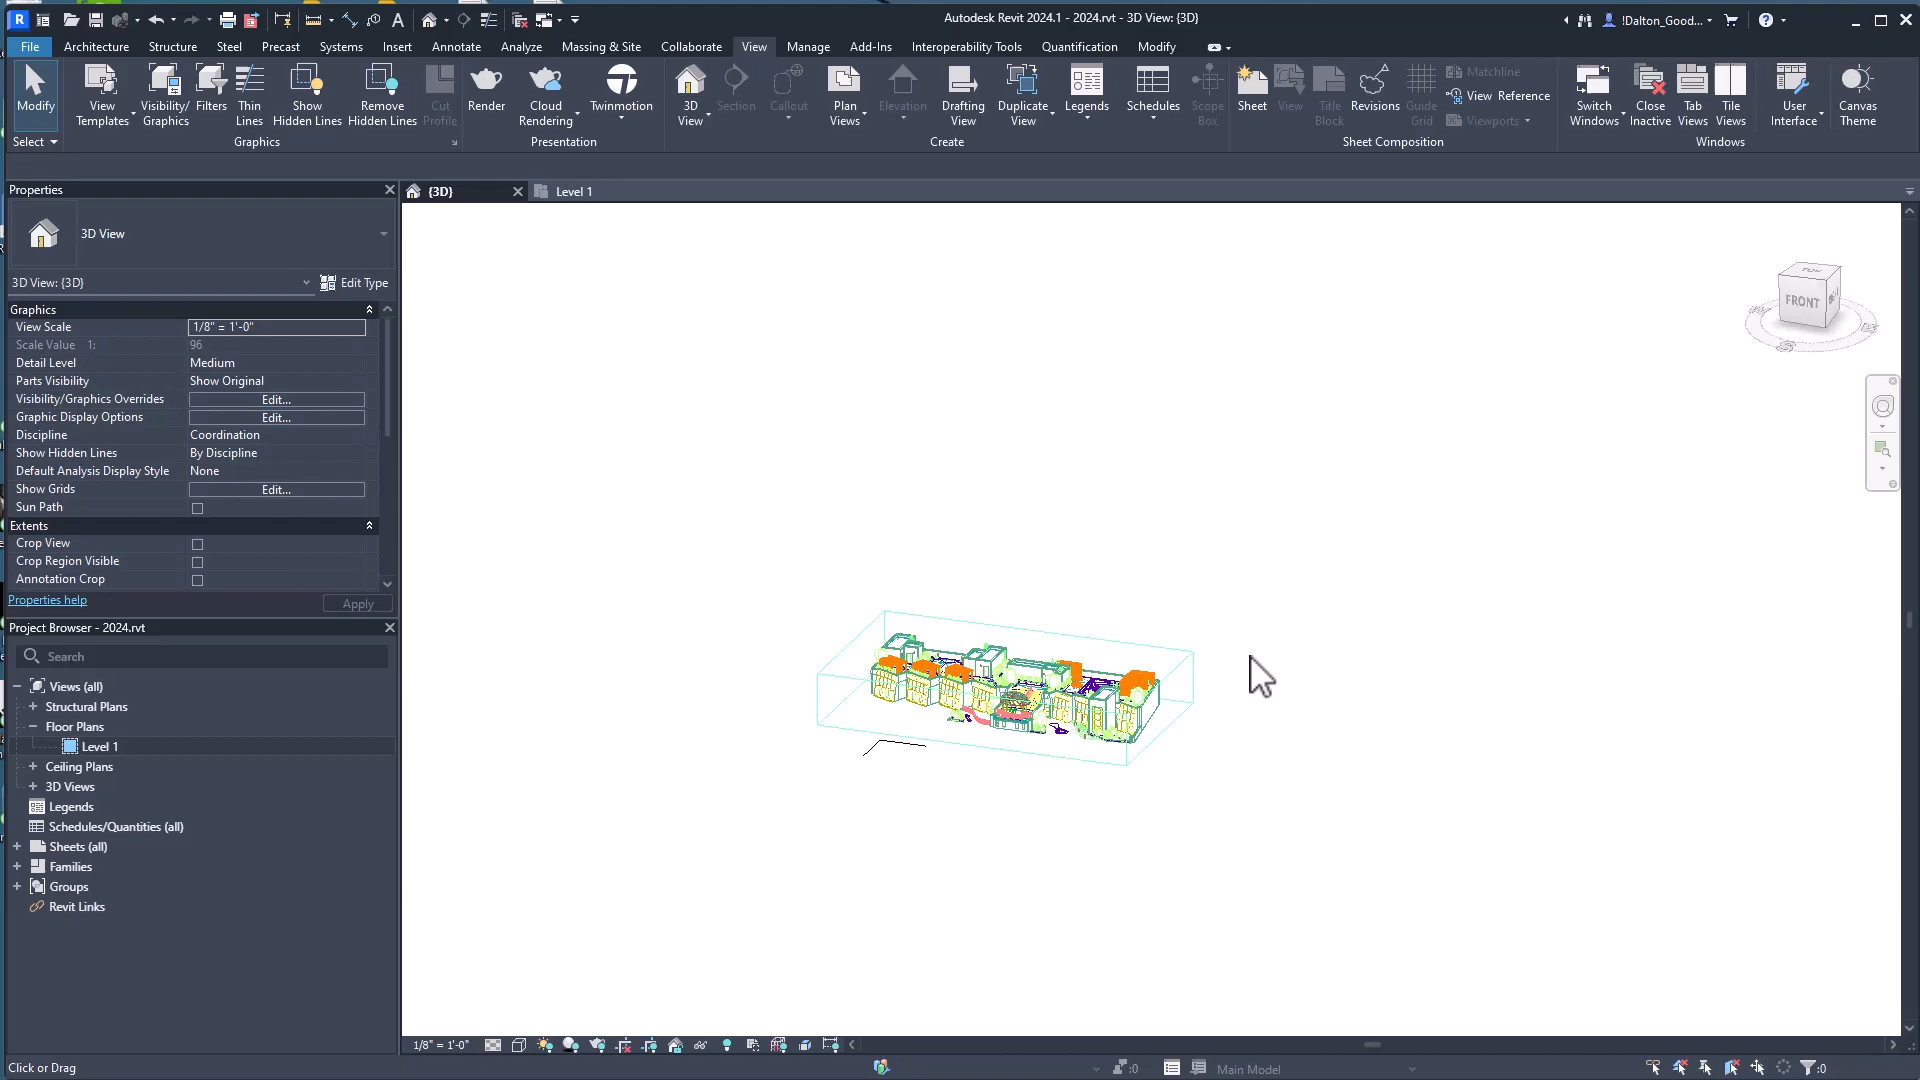 Autodesk Revit 2024.1 - 2024.rvt - 3D View: {3D}
!Dalton_Good...
File Architecture Structure Steel Precast Systems Insert Annotate Analyze Massing & Site Collaborate View Manage Add-Ins Interoperability Tools Quantification Modify
Modify
View Templates
Visibility/ Graphics
Filters
Thin Lines
Show Hidden Lines
Remove Hidden Lines
Cut Profile
Render
Cloud Rendering
Twinmotion
3D View
Section
Callout
Plan Views
Elevation
Drafting View
Duplicate View
Legends
Schedules
Scope Box
Sheet
View
Title Block
Revisions
Guide Grid
Matchline
View Reference
Viewports
Switch Windows
Close Inactive
Tab Views
Tile Views
User Interface
Canvas Theme
Select
Graphics
Presentation
Create
Sheet Composition
Windows
Properties
{3D}
Level 1
3D View
3D View: {3D}
Edit Type
Graphics
View Scale 1/8" = 1'-0"
Scale Value 1: 96
Detail Level Medium
Parts Visibility Show Original
Visibility/Graphics Overrides Edit...
Graphic Display Options Edit...
Discipline Coordination
Show Hidden Lines By Discipline
Default Analysis Display Style None
Show Grids Edit...
Sun Path
Extents
Crop View
Crop Region Visible
Annotation Crop
Properties help
Apply
Project Browser - 2024.rvt
Search
Views (all)
Structural Plans
Floor Plans
Level 1
Ceiling Plans
3D Views
Legends
Schedules/Quantities (all)
Sheets (all)
Families
Groups
Revit Links
TOP
FRONT
S
1/8" = 1'-0"
Click or Drag
:0
Main Model
:0